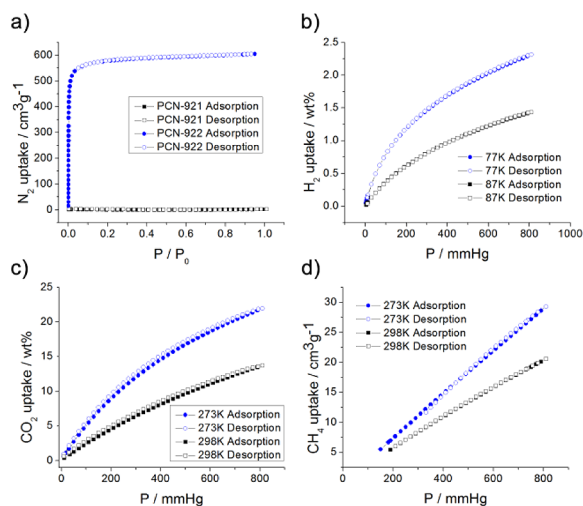 a)
N2 uptake / cm3g-1
700
600
500
400
300
200
100
0
PCN-921 Adsorption
PCN-921 Desorption
PCN-922 Adsorption
PCN-922 Desorption
0.0 0.2 0.4 0.6 0.8 1.0
P / P0
b)
H2 uptake / wt%
2.5
2.0
1.5
1.0
0.5
0.0
77K Adsorption
77K Desorption
87K Adsorption
87K Desorption
0 200 400 600 800 1000
P / mmHg
c)
CO2 uptake / wt%
25
20
15
10
5
0
273K Adsorption
273K Desorption
298K Adsorption
298K Desorption
0 200 400 600 800 1000
P / mmHg
d)
CH4 uptake / cm3g-1
30
25
20
15
10
5
273K Adsorption
273K Desorption
298K Adsorption
298K Desorption
0 200 400 600 800 1000
P / mmHg